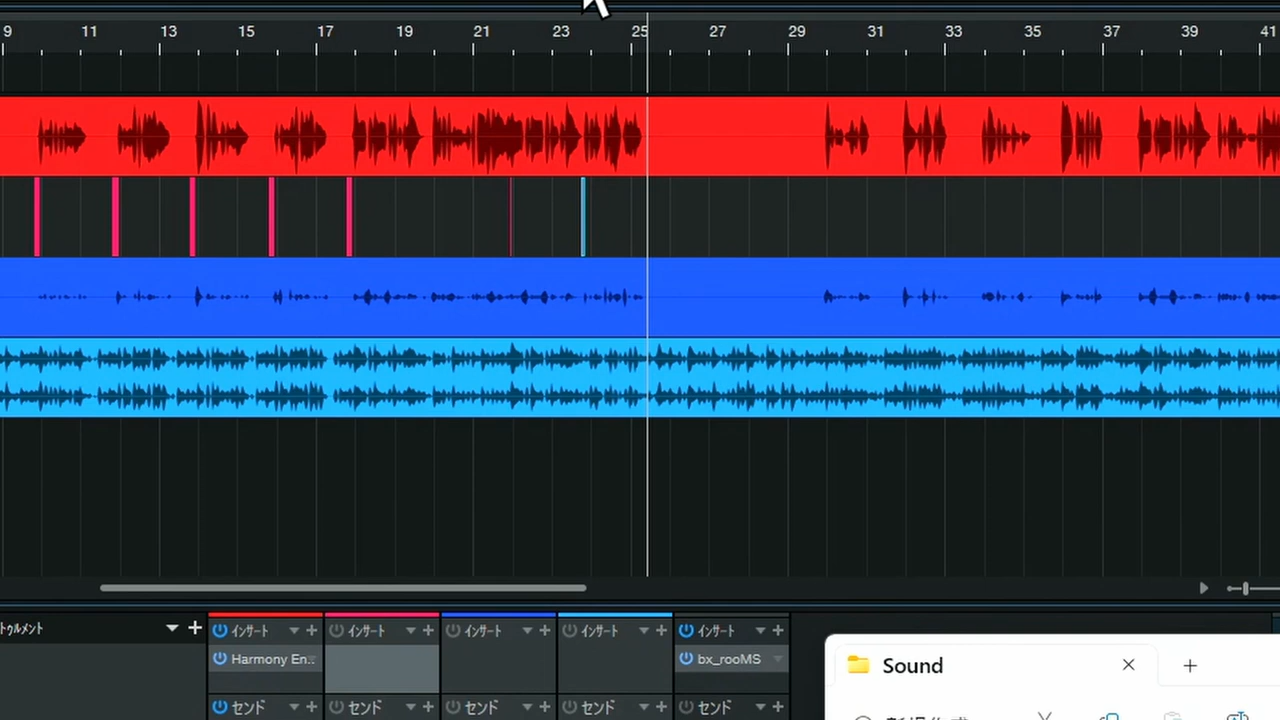 9 11 13 15 17 19 21 23 25 27 29 31 33 35 37 39 41
ﾄｩﾙﾒﾝﾄ ｲﾝｻｰﾄ ｲﾝｻｰﾄ ｲﾝｻｰﾄ ｲﾝｻｰﾄ ｲﾝｻｰﾄ
Harmony En.. bx_rooMS
Sound
センド センド センド センド センド